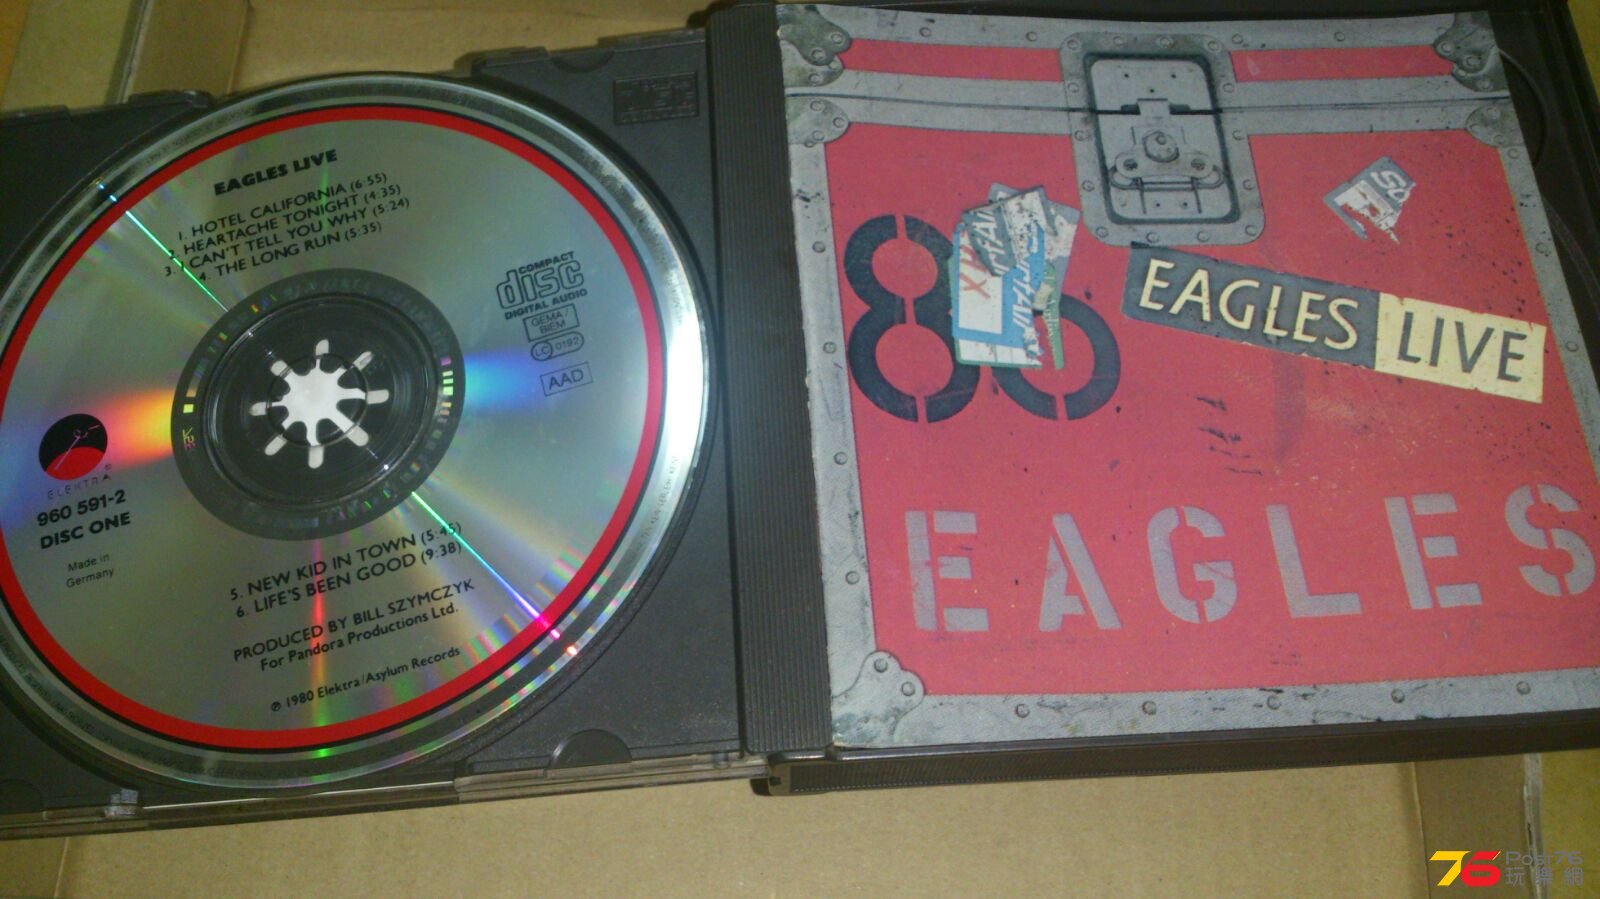 EAGLES LIVE
1. HOTEL CALIFORNIA (6:55)
2. HEARTACHE TONIGHT (4:35)
3. I CAN'T TELL YOU WHY (5:24)
4. THE LONG RUN (5:35)
COMPACT
disc
DIGITAL AUDIO
GEMA/
BIEM
LC 0192
AAD
ELEKTRA
960 591-2
DISC ONE
Made in
Germany
5. NEW KID IN TOWN (5:45)
6. LIFE'S BEEN GOOD (9:38)
PRODUCED BY BILL SZYMCZYK
For Pandora Productions Ltd.
℗ 1980 Elektra/Asylum Records
EAGLES LIVE
EAGLES
76 Post76
玩樂網